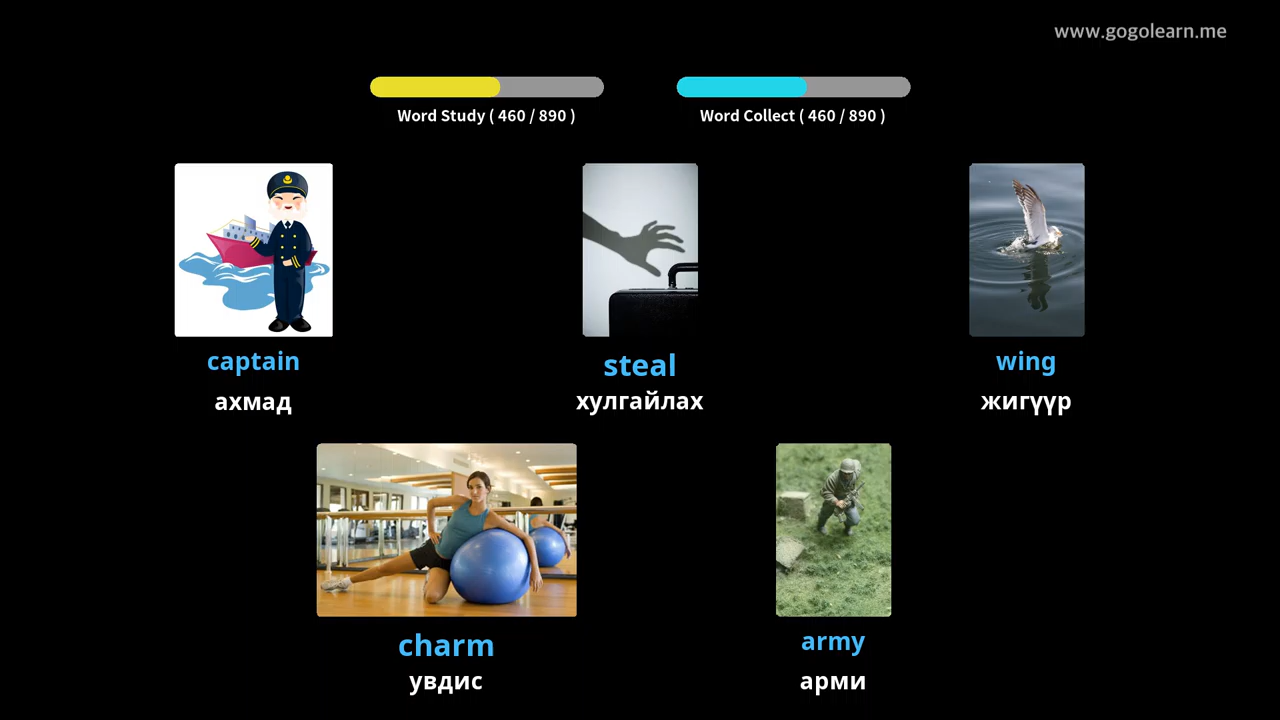 www.gogolearn.me
Word Study ( 460 / 890 )
Word Collect ( 460 / 890 )
captain
ахмад
steal
хулгайлах
wing
жигүүр
charm
увдис
army
арми